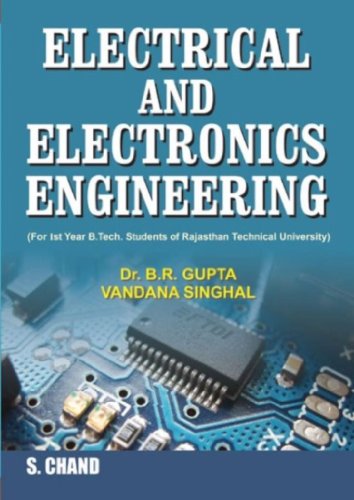 ELECTRICAL
AND
ELECTRONICS
ENGINEERING
(For Ist Year B.Tech. Students of Rajasthan Technical University)
Dr. B.R. GUPTA
VANDANA SINGHAL
S. CHAND